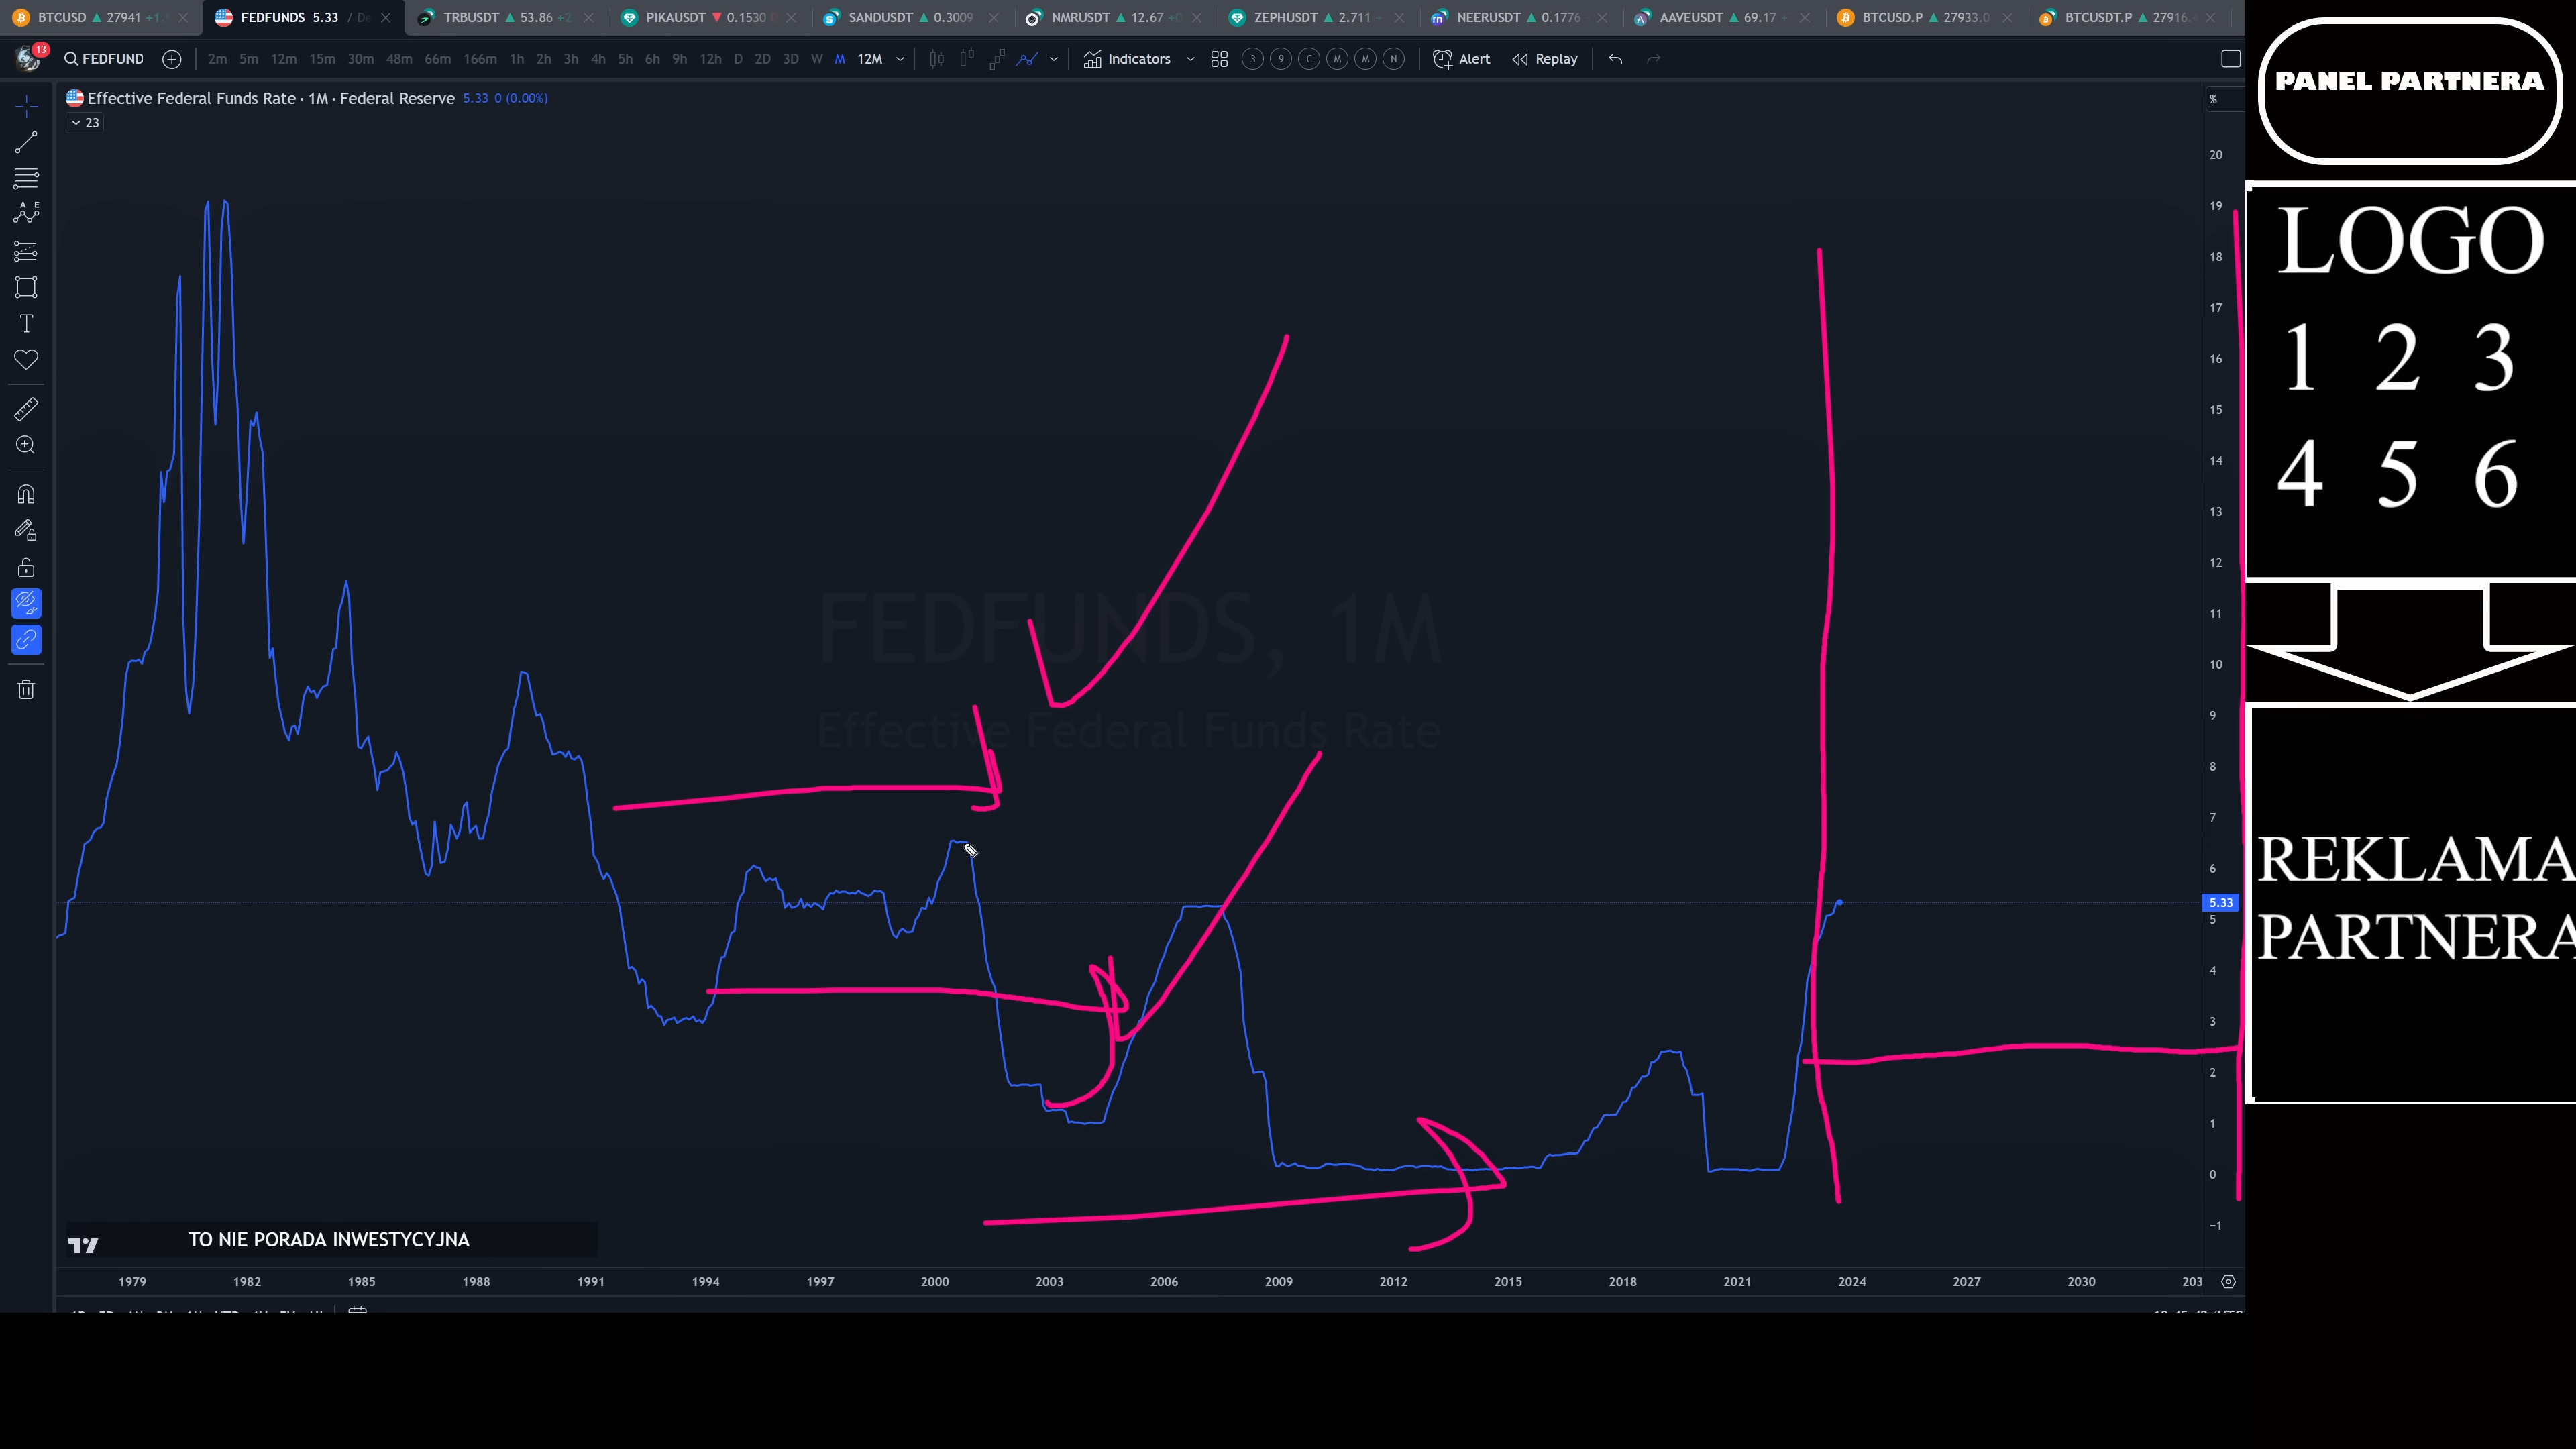 BTCUSD 27941 +1.
FEDFUNDS 5.33 / D
TRBUSDT 53.86 +2
PIKAUSDT 0.1530
SANDUSDT 0.3009
NMRUSDT 12.67 +
ZEPHUSDT 2.711
NEERUSDT 0.1776
AAVEUSDT 69.17
BTCUSD.P 27933.0
BTCUSDT.P 27916.
13 FEDFUND 2m 5m 12m 15m 30m 48m 66m 166m 1h 2h 3h 4h 5h 6h 9h 12h D 2D 3D W M 12M Indicators 3 9 C M M N Alert Replay
Effective Federal Funds Rate · 1M · Federal Reserve 5.33 0 (0.00%)
23
%
20
19
18
17
16
15
14
13
12
11
10
9
8
7
6
5.33
5
4
3
2
1
0
−1
FEDFUNDS, 1M
Effective Federal Funds Rate
TO NIE PORADA INWESTYCYJNA
1979 1982 1985 1988 1991 1994 1997 2000 2003 2006 2009 2012 2015 2018 2021 2024 2027 2030 203
PANEL PARTNERA
LOGO
1 2 3
4 5 6
REKLAMA
PARTNERA